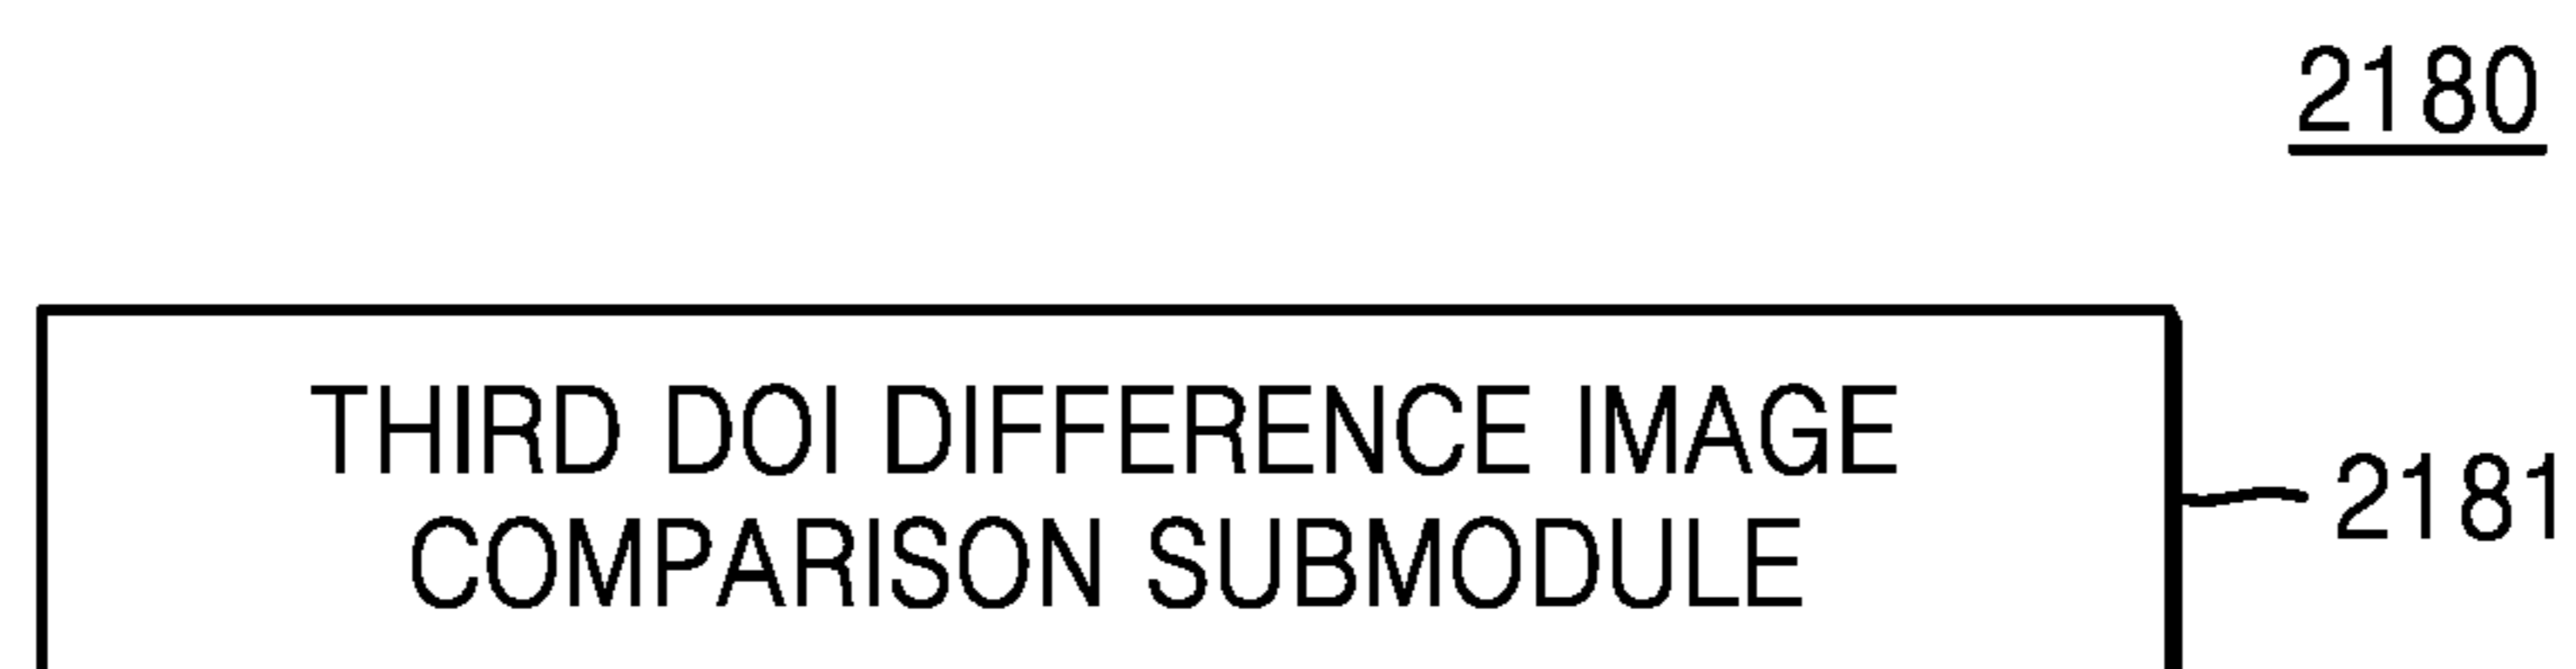 2180
THIRD DOI DIFFERENCE IMAGE
COMPARISON SUBMODULE
2181